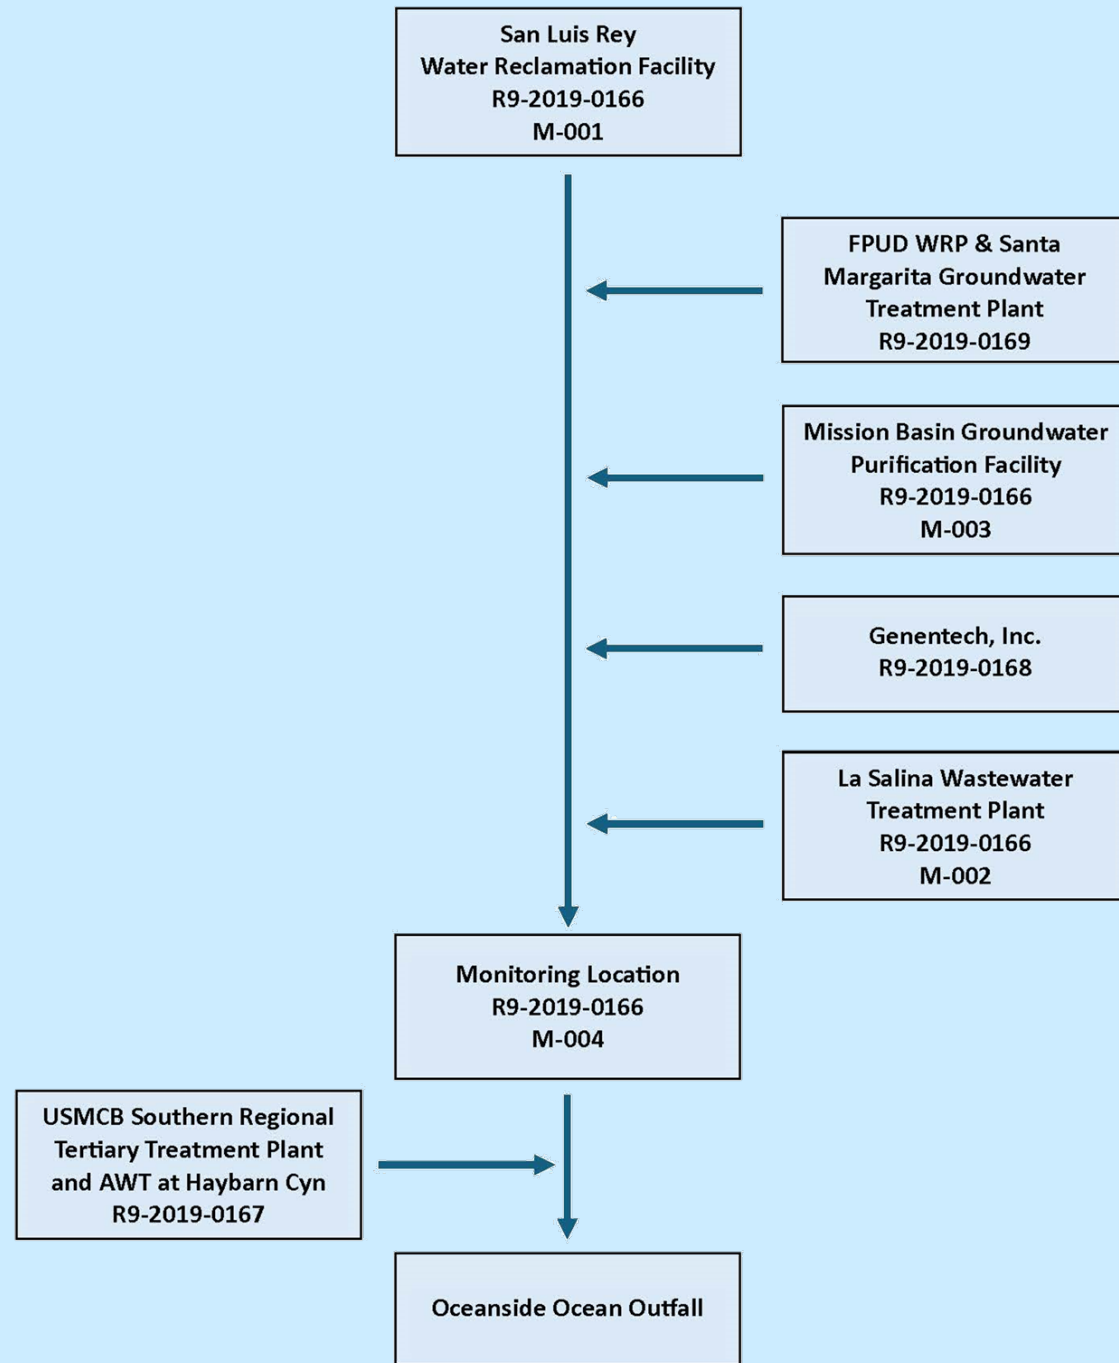 San Luis Rey
Water Reclamation Facility
R9-2019-0166
M-001
FPUD WRP & Santa
Margarita Groundwater
Treatment Plant
R9-2019-0169
Mission Basin Groundwater
Purification Facility
R9-2019-0166
M-003
Genentech, Inc.
R9-2019-0168
La Salina Wastewater
Treatment Plant
R9-2019-0166
M-002
Monitoring Location
R9-2019-0166
M-004
USMCB Southern Regional
Tertiary Treatment Plant
and AWT at Haybarn Cyn
R9-2019-0167
Oceanside Ocean Outfall